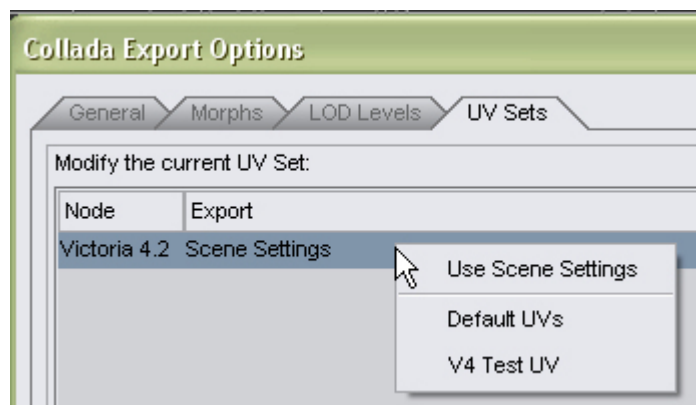 Collada Export Options
General Morphs LOD Levels UV Sets
Modify the current UV Set:
Node Export
Victoria 4.2 Scene Settings
Use Scene Settings
Default UVs
V4 Test UV